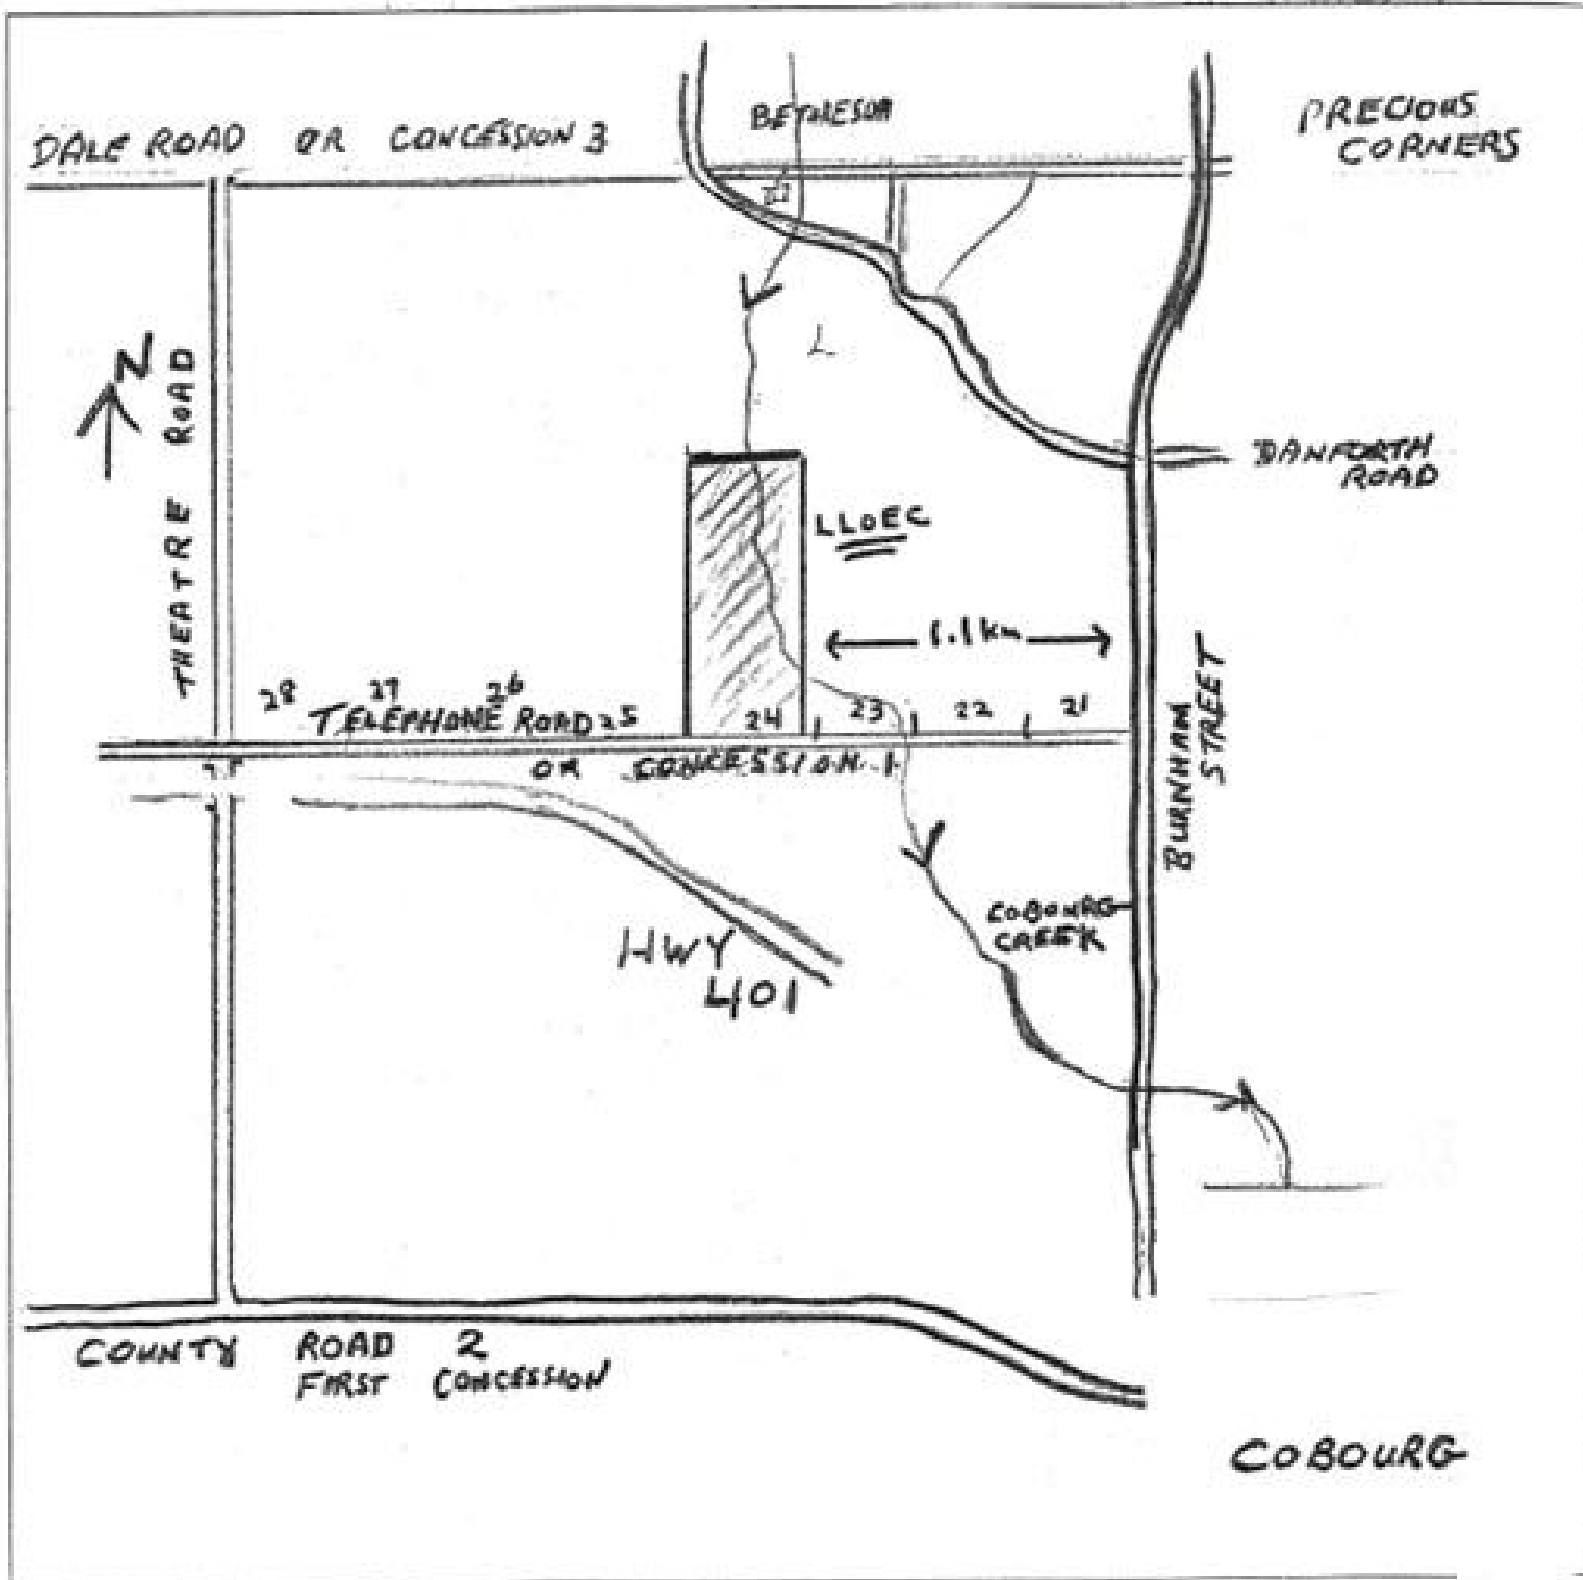 DALE ROAD OR CONCESSION 3
BETHESDA
PRECIOUS
CORNERS
N
THEATRE ROAD
L
DANFORTH
ROAD
LLOEC
1.1 km
28 27 26
TELEPHONE ROAD 25 24 23 22 21
OR CONCESSION 1
BURNHAM
STREET
HWY
401
COBOURG
CREEK
COUNTY ROAD 2
FIRST CONCESSION
COBOURG